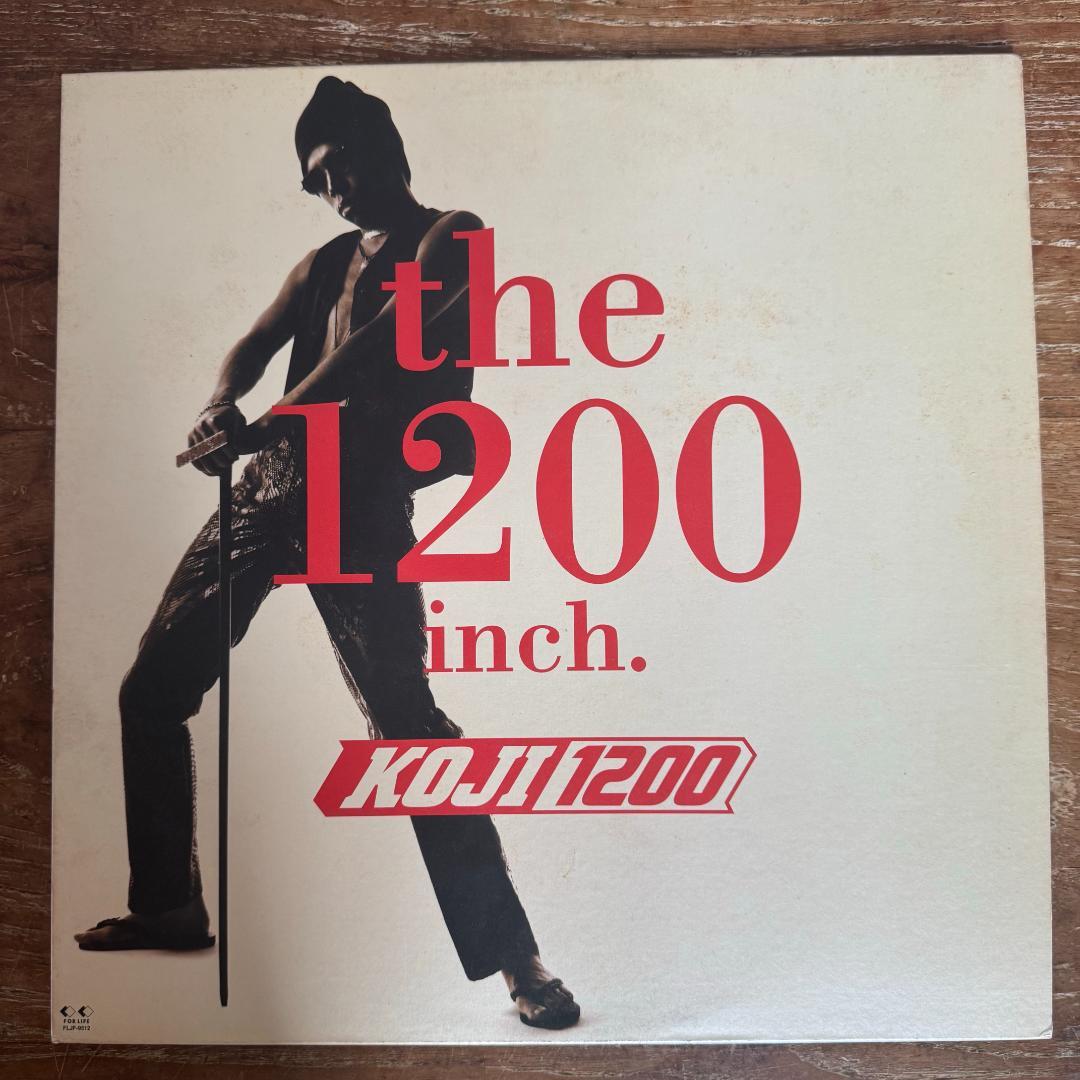 the
1200
inch.
KOJI 1200
FOR LIFE
FLJP-9012